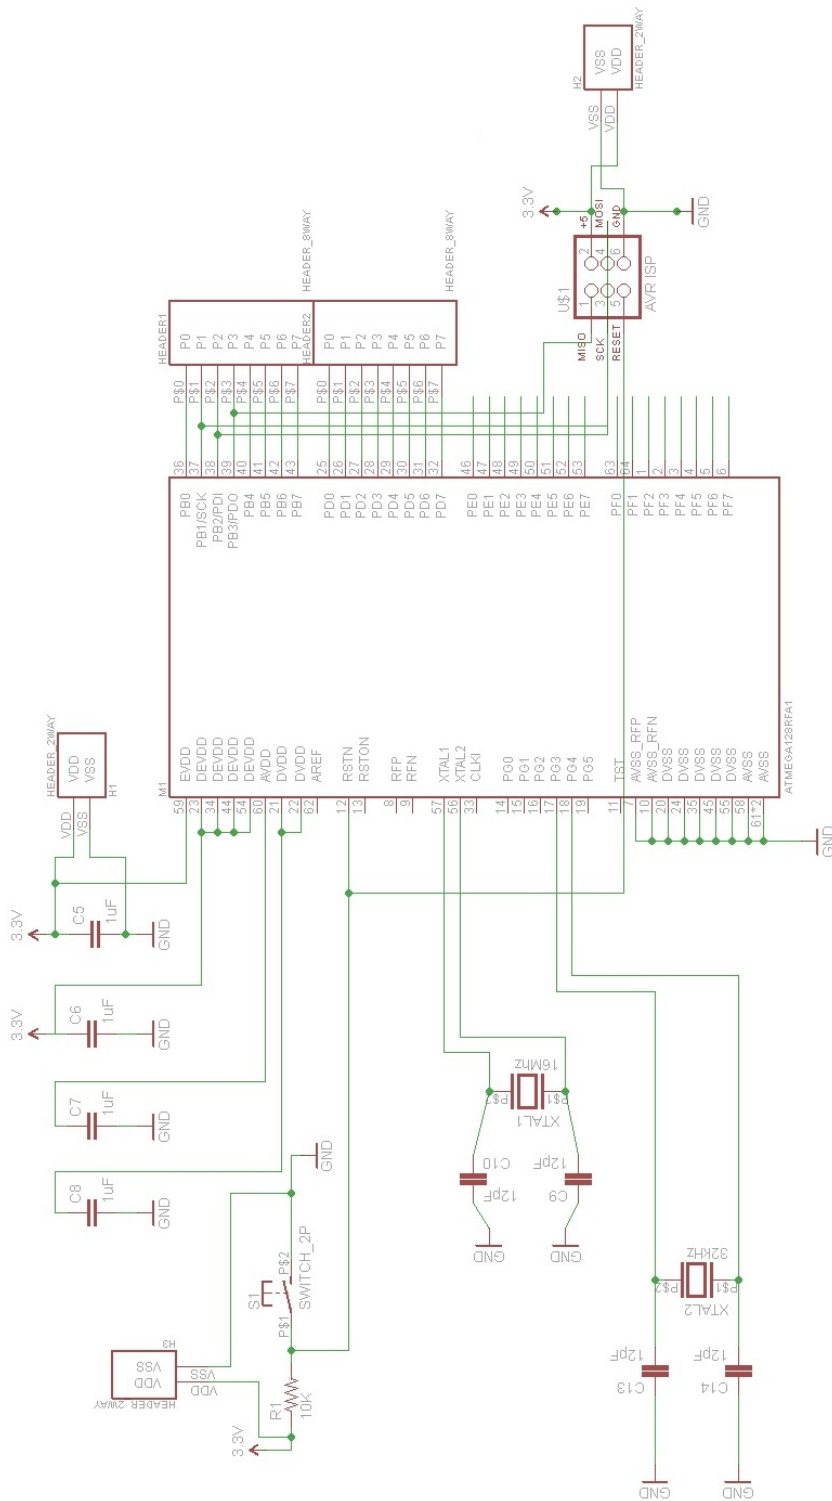 HEADER_2WAY
VSS
VDD
H2
VSS
VDD
3.3V
+5
MOSI
GND
GND
2
4
6
1
3
5
U$1
AVR ISP
MISO
SCK
RESET
HEADER_8WAY
HEADER_8WAY
HEADER1
HEADER2
P0
P1
P2
P3
P4
P5
P6
P7
P0
P1
P2
P3
P4
P5
P6
P7
P$0
P$1
P$2
P$3
P$4
P$5
P$6
P$7
P$0
P$1
P$2
P$3
P$4
P$5
P$6
P$7
36
37
38
39
40
41
42
43
25
26
27
28
29
30
31
32
46
47
48
49
50
51
52
53
63
64
1
2
3
4
5
6
PB0
PB1/SCK
PB2/PDI
PB3/PDO
PB4
PB5
PB6
PB7
PD0
PD1
PD2
PD3
PD4
PD5
PD6
PD7
PE0
PE1
PE2
PE3
PE4
PE5
PE6
PE7
PF0
PF1
PF2
PF3
PF4
PF5
PF6
PF7
HEADER_2WAY
VDD
VSS
H1
VDD
VSS
M1
ATMEGA128RFA1
EVDD
DEVDD
DEVDD
DEVDD
DEVDD
AVDD
DVDD
DVDD
AREF
RSTN
RSTON
RFP
RFN
XTAL1
XTAL2
CLKI
PG0
PG1
PG2
PG3
PG4
PG5
TST
AVSS_RFP
AVSS_RFN
DVSS
DVSS
DVSS
DVSS
DVSS
AVSS
AVSS
59
23
34
44
54
60
21
22
62
12
13
8
9
57
56
33
14
15
16
17
18
19
11
7
10
20
24
35
45
55
58
61*2
GND
3.3V
C5
1uF
GND
3.3V
C6
1uF
GND
C7
1uF
GND
C8
1uF
GND
16Mhz
P$2
P$1
XTAL1
C10
12pF
12pF
C9
GND
GND
GND
S1
P$2
P$1
SWITCH_2P
32kHz
P$2
P$1
XTAL2
12pF
C13
12pF
C14
GND
GND
H3
VSS
VDD
VSS
VDD
HEADER_2WAY
R1
10K
3.3V